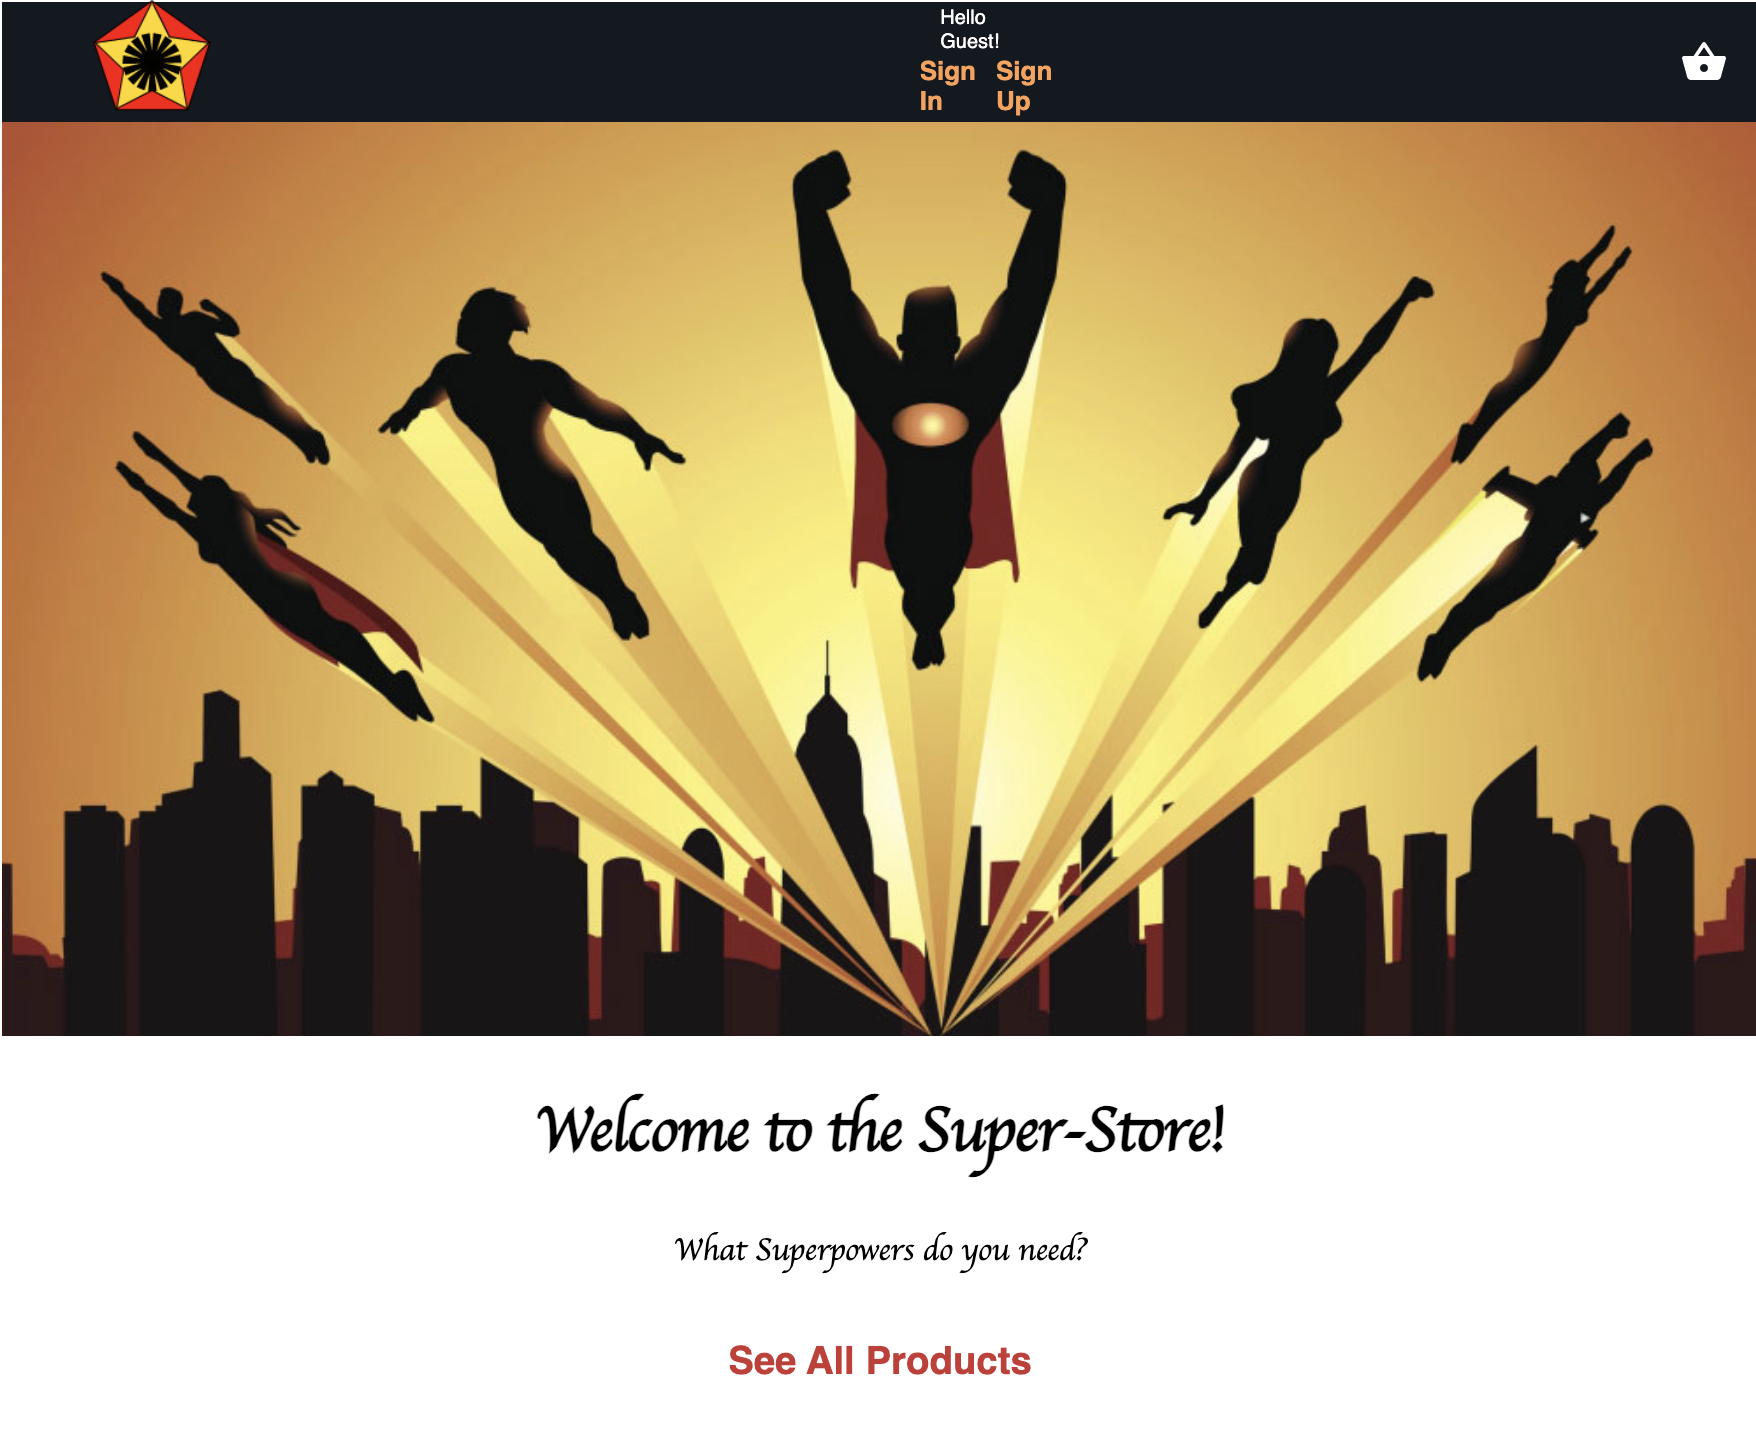 Hello
Guest!
Sign In
Sign Up
Welcome to the Super-Store!
What Superpowers do you need?
See All Products